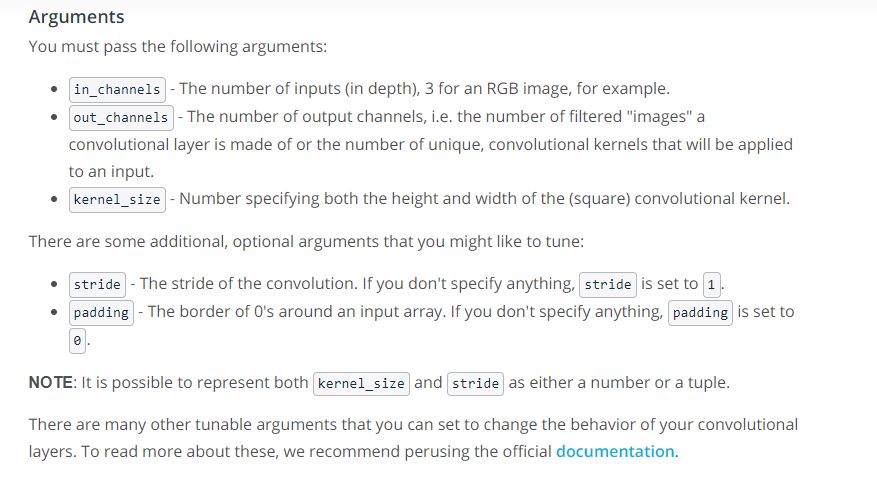 Arguments
You must pass the following arguments:
• in_channels - The number of inputs (in depth), 3 for an RGB image, for example.
• out_channels - The number of output channels, i.e. the number of filtered "images" a
convolutional layer is made of or the number of unique, convolutional kernels that will be applied
to an input.
• kernel_size - Number specifying both the height and width of the (square) convolutional kernel.
There are some additional, optional arguments that you might like to tune:
• stride - The stride of the convolution. If you don't specify anything, stride is set to 1.
• padding - The border of 0's around an input array. If you don't specify anything, padding is set to
0.
NOTE: It is possible to represent both kernel_size and stride as either a number or a tuple.
There are many other tunable arguments that you can set to change the behavior of your convolutional
layers. To read more about these, we recommend perusing the official documentation.